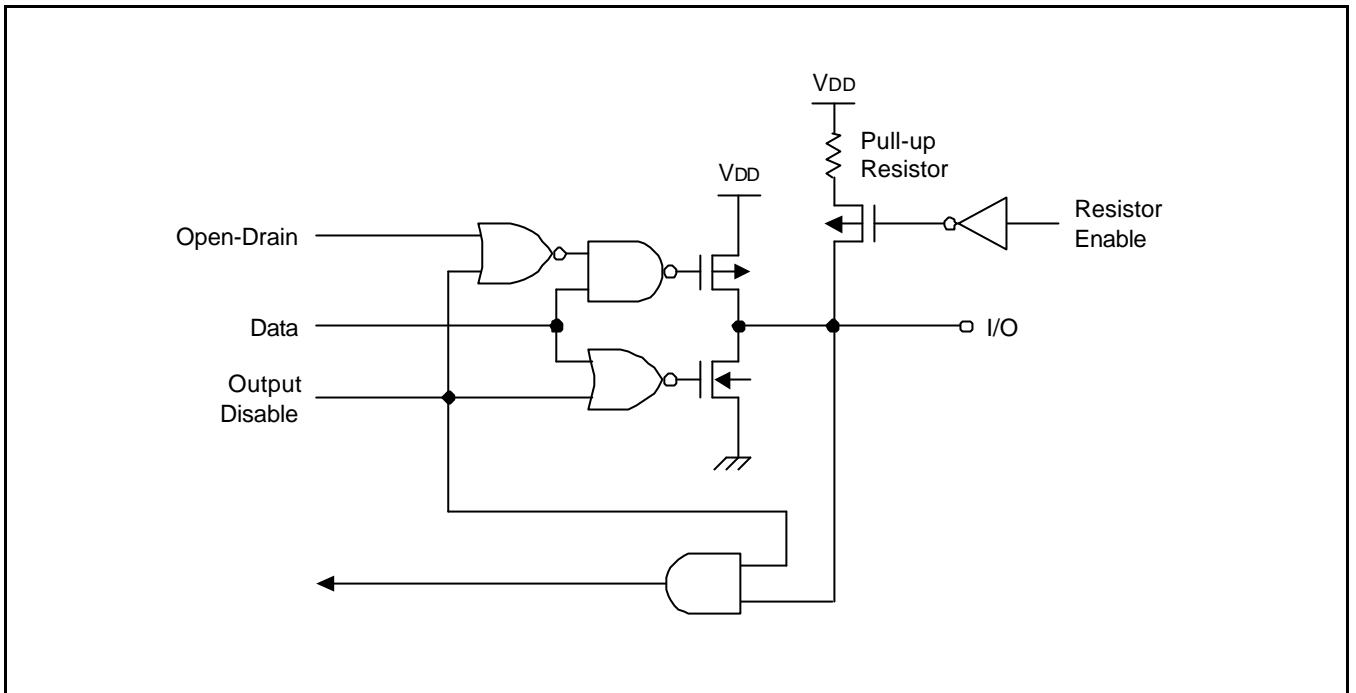 VDD
Pull-up
Resistor
VDD
Resistor
Enable
Open-Drain
Data
I/O
Output
Disable